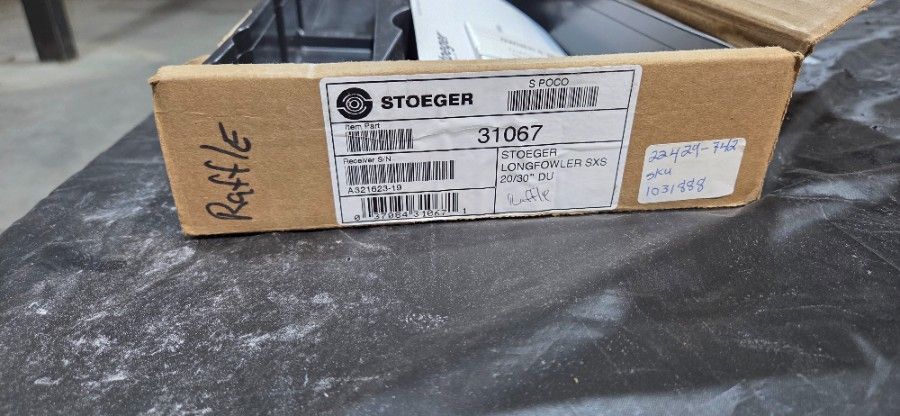 Raffle
STOEGER
S POCO
Item Part
31067
Receiver S/N
A321623-19
STOEGER
LONGFOWLER SXS
20/30" DU
Raffle
0 37084 31067 1
22429-742
SKU
1031888